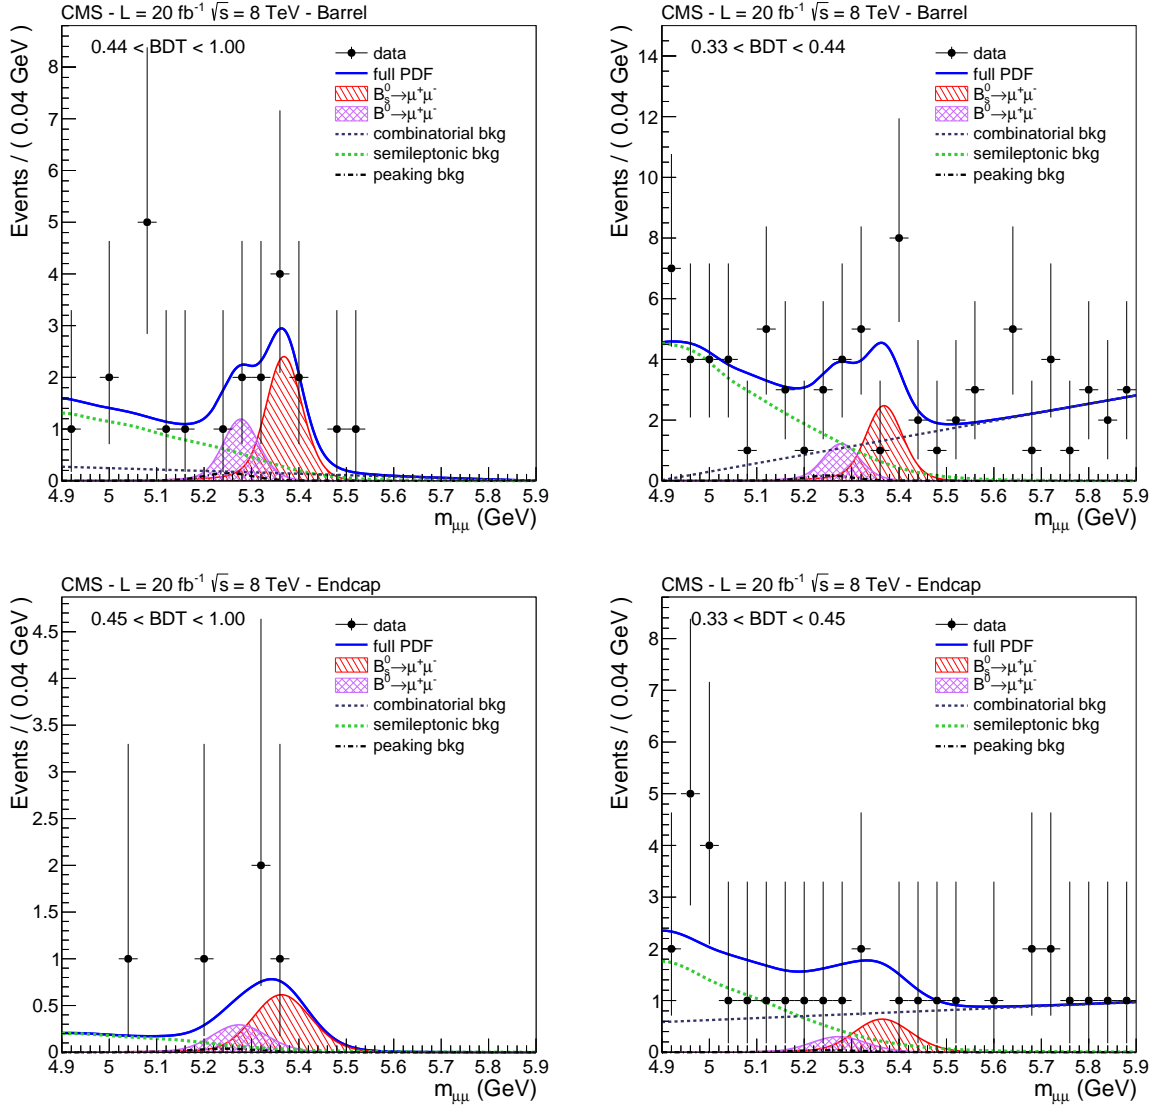 CMS - L = 20 fb⁻¹ √s = 8 TeV - Barrel
0.44 < BDT < 1.00
data
full PDF
B⁰ₛ→μ⁺μ⁻
B⁰→μ⁺μ⁻
combinatorial bkg
semileptonic bkg
peaking bkg
Events / ( 0.04 GeV )
8
7
6
5
4
3
2
1
0
4.9 5 5.1 5.2 5.3 5.4 5.5 5.6 5.7 5.8 5.9
m_μμ (GeV)
CMS - L = 20 fb⁻¹ √s = 8 TeV - Barrel
0.33 < BDT < 0.44
data
full PDF
B⁰ₛ→μ⁺μ⁻
B⁰→μ⁺μ⁻
combinatorial bkg
semileptonic bkg
peaking bkg
Events / ( 0.04 GeV )
14
12
10
8
6
4
2
0
4.9 5 5.1 5.2 5.3 5.4 5.5 5.6 5.7 5.8 5.9
m_μμ (GeV)
CMS - L = 20 fb⁻¹ √s = 8 TeV - Endcap
0.45 < BDT < 1.00
data
full PDF
B⁰ₛ→μ⁺μ⁻
B⁰→μ⁺μ⁻
combinatorial bkg
semileptonic bkg
peaking bkg
Events / ( 0.04 GeV )
4.5
4
3.5
3
2.5
2
1.5
1
0.5
0
4.9 5 5.1 5.2 5.3 5.4 5.5 5.6 5.7 5.8 5.9
m_μμ (GeV)
CMS - L = 20 fb⁻¹ √s = 8 TeV - Endcap
0.33 < BDT < 0.45
data
full PDF
B⁰ₛ→μ⁺μ⁻
B⁰→μ⁺μ⁻
combinatorial bkg
semileptonic bkg
peaking bkg
Events / ( 0.04 GeV )
8
7
6
5
4
3
2
1
0
4.9 5 5.1 5.2 5.3 5.4 5.5 5.6 5.7 5.8 5.9
m_μμ (GeV)